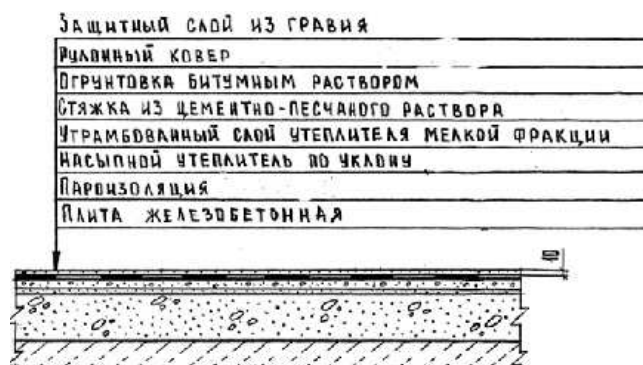 Защитный слой из гравия
Рулонный ковер
Огрунтовка битумным раствором
Стяжка из цементно-песчаного раствора
Утрамбованный слой утеплителя мелкой фракции
Насыпной утеплитель по уклону
Пароизоляция
Плита железобетонная
10